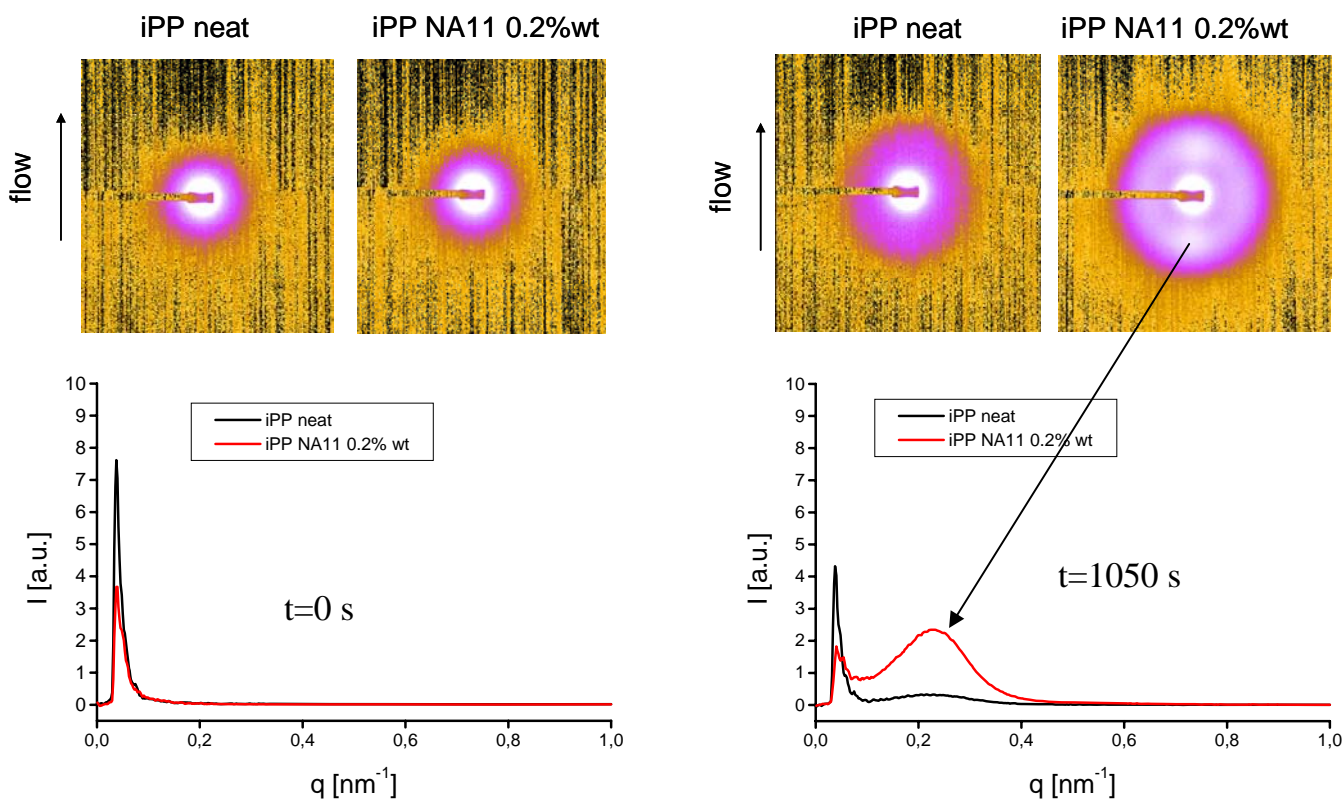 iPP neat
iPP NA11 0.2%wt
iPP neat
iPP NA11 0.2%wt
flow
flow
10
9
8
7
6
5
4
3
2
1
0
I [a.u.]
iPP neat
iPP NA11 0.2% wt
t=0 s
0,0
0,2
0,4
0,6
0,8
1,0
q [nm⁻¹]
10
9
8
7
6
5
4
3
2
1
0
I [a.u.]
iPP neat
iPP NA11 0.2% wt
t=1050 s
0,0
0,2
0,4
0,6
0,8
1,0
q [nm⁻¹]